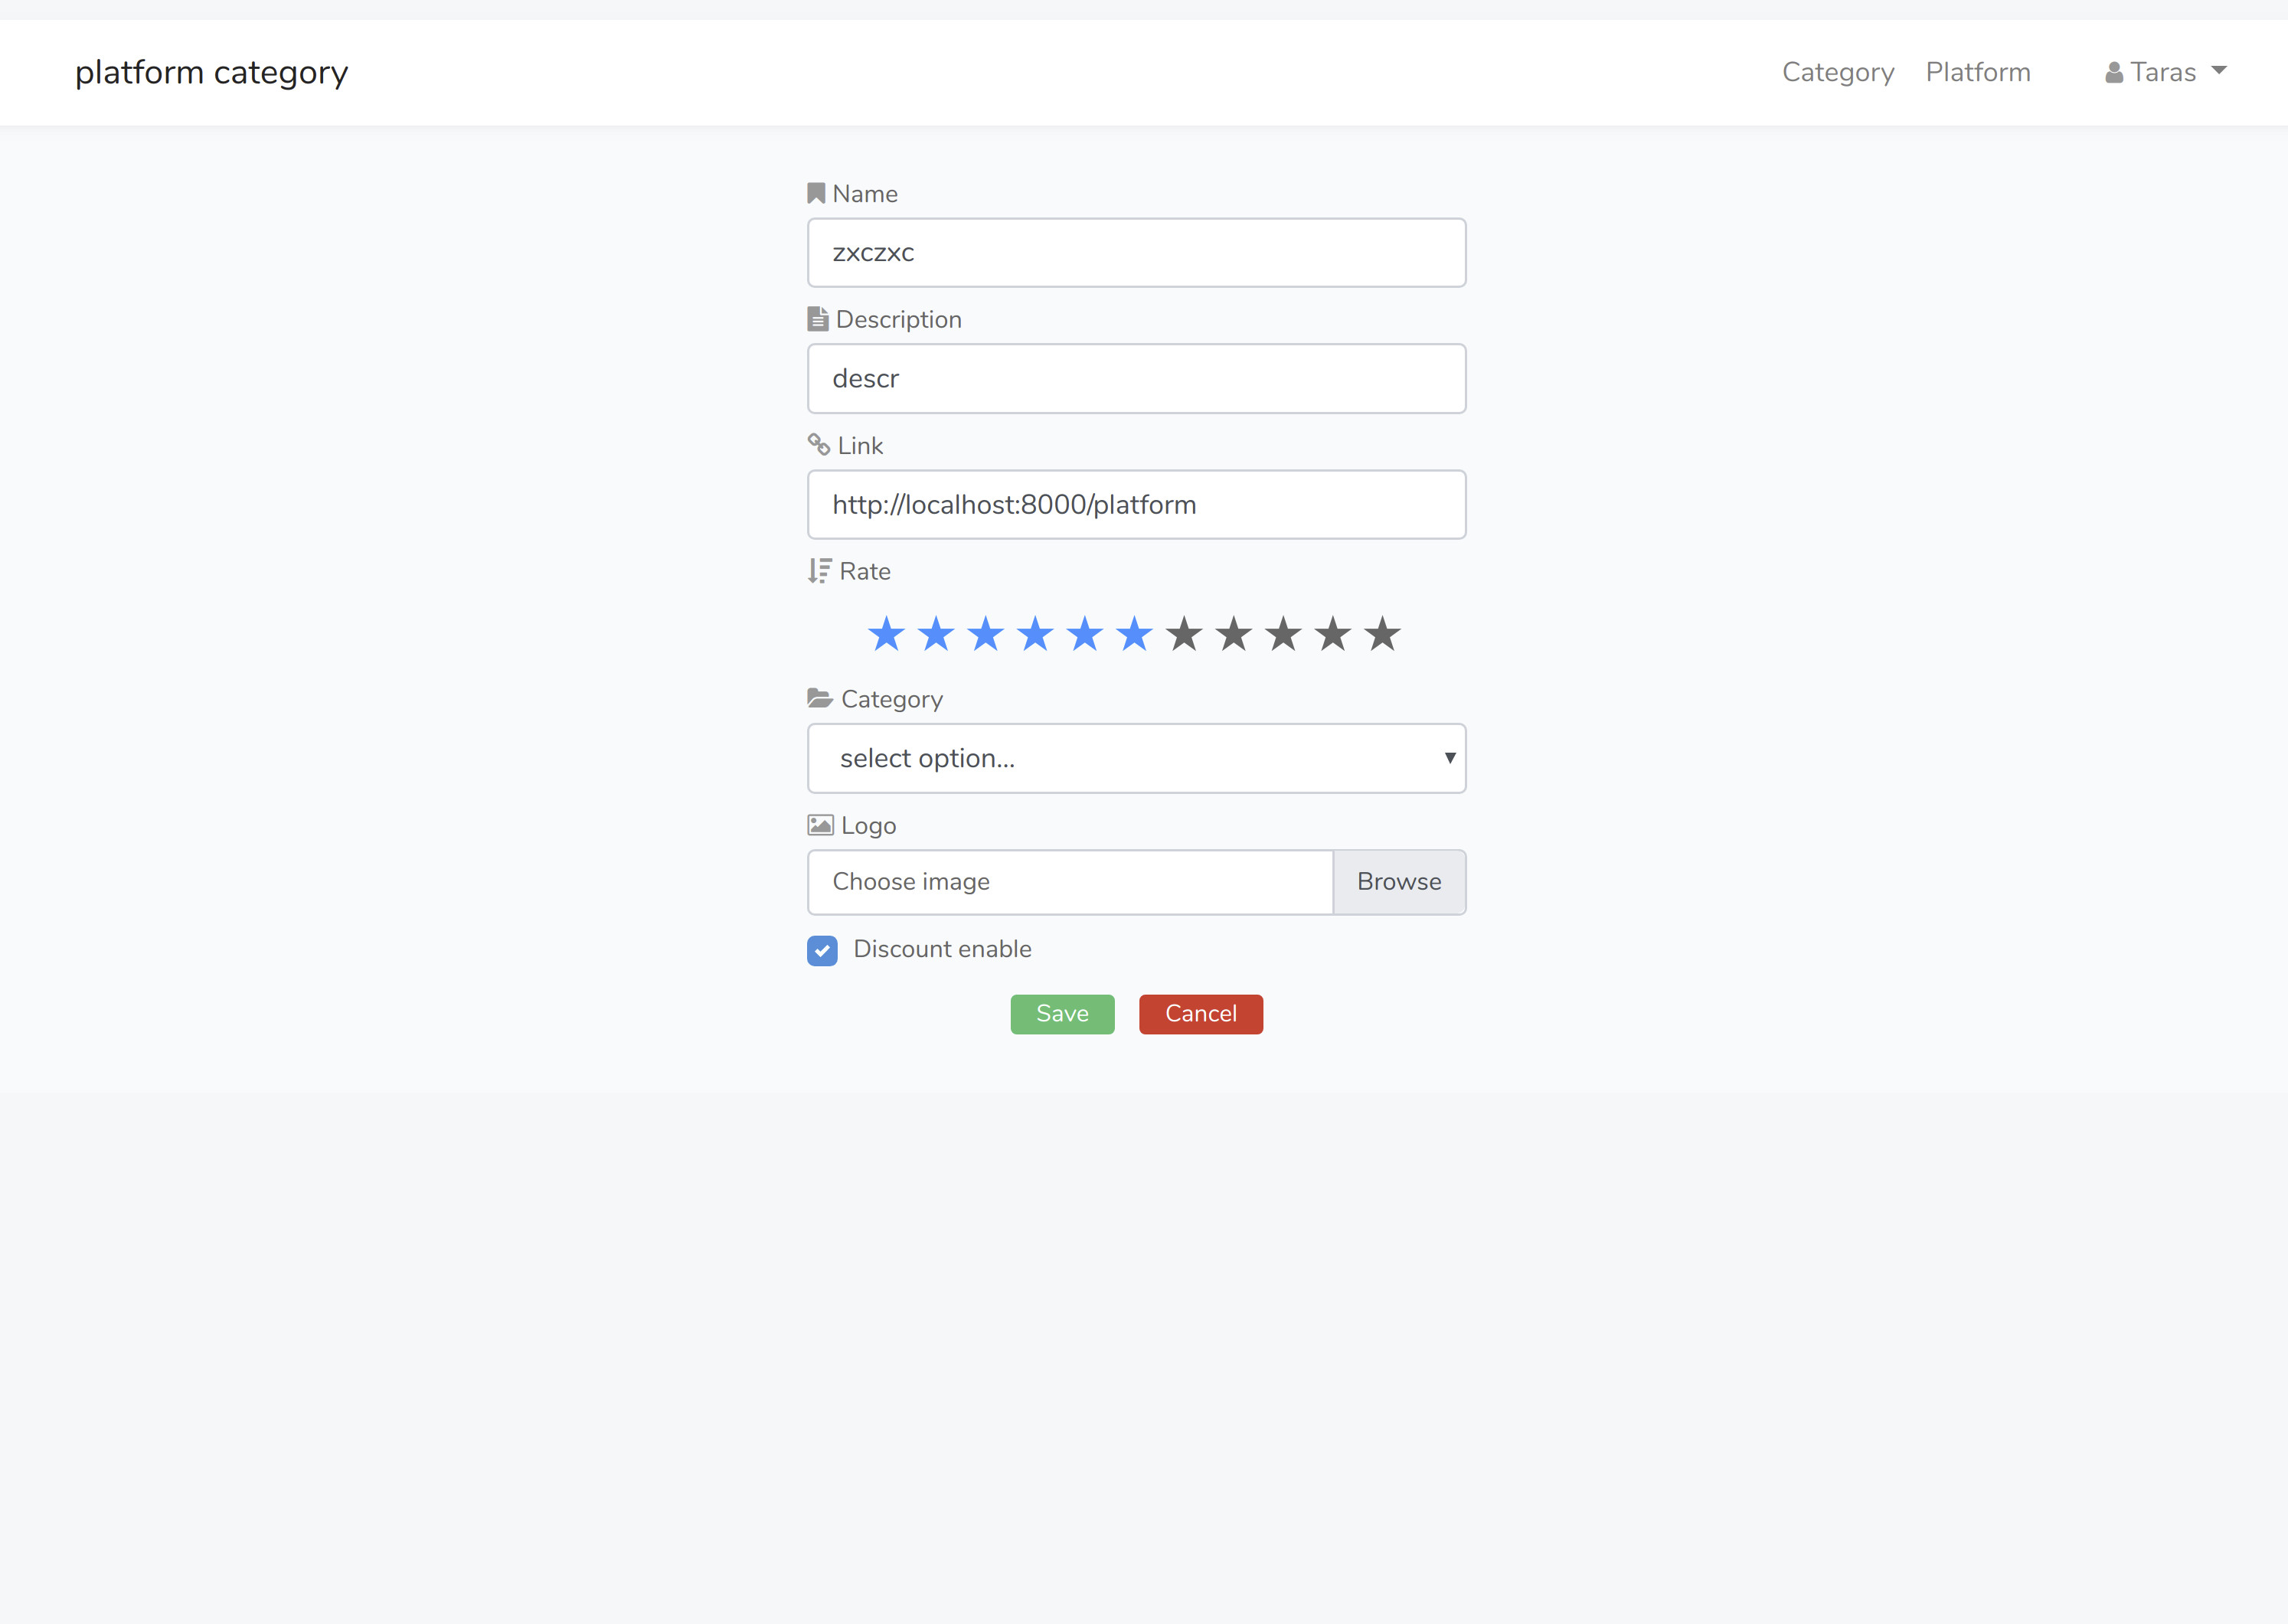 platform category
Category Platform Taras
Name
zxczxc
Description
descr
Link
http://localhost:8000/platform
Rate
Category
select option...
Logo
Choose image Browse
Discount enable
Save Cancel